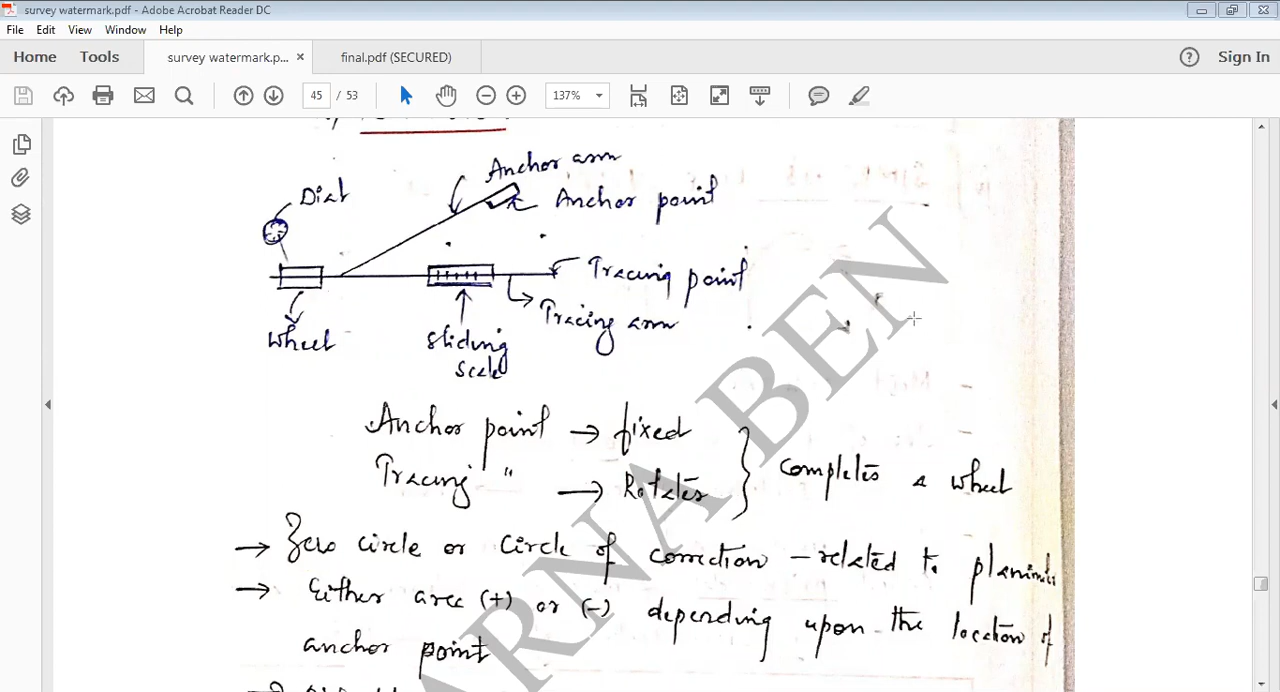 survey watermark.pdf - Adobe Acrobat Reader DC
File Edit View Window Help
Home Tools survey watermark.p... × final.pdf (SECURED) Sign In
45 / 53 137%
Anchor arm
Dial
Anchor point
Tracing point
Tracing arm
wheel
sliding
scale
Anchor point → fixed
Tracing " → Rotates
completes a wheel
→ Zero circle or circle of correction - related to planim
→ Either area (+) or (-) depending upon the location of
anchor point
ARNA BEN